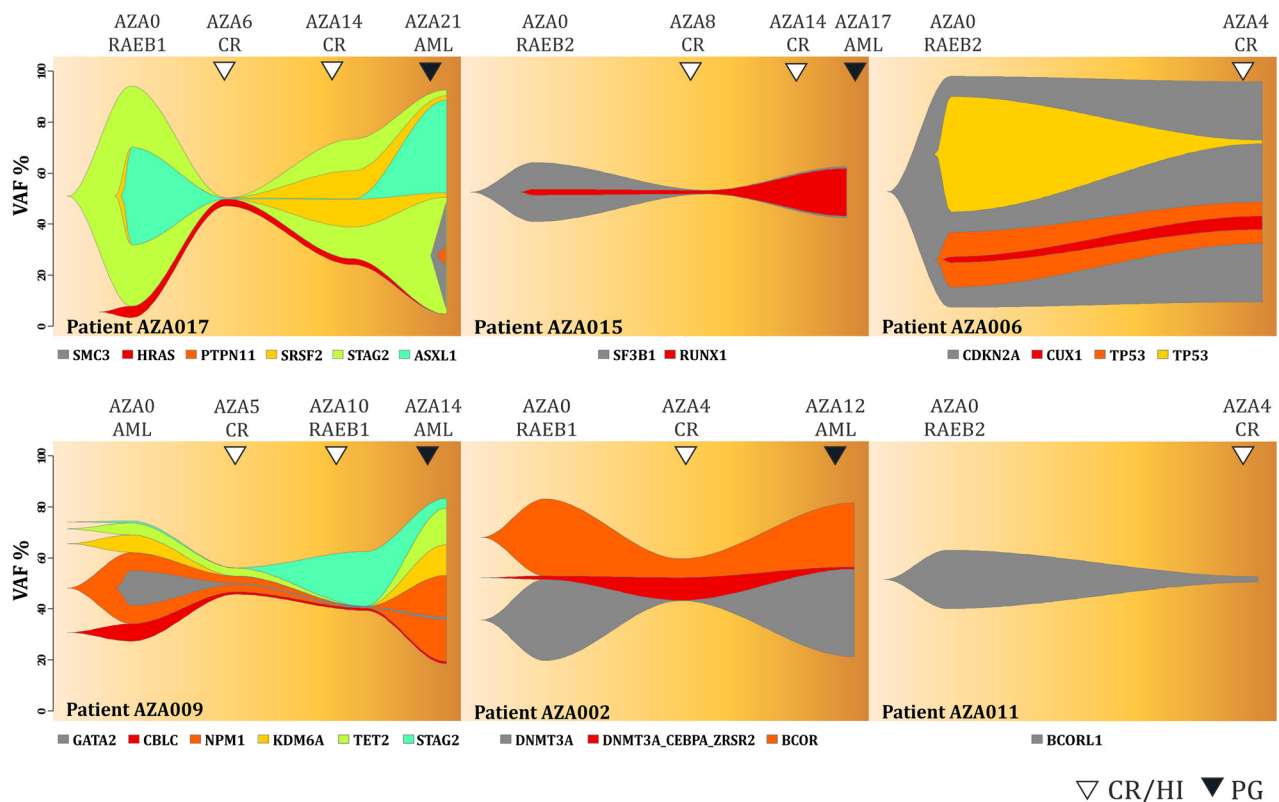 AZA0 AZA6 AZA14 AZA21 AZA0 AZA8 AZA14 AZA17 AZA0 AZA4
RAEB1 CR CR AML RAEB2 CR CR AML RAEB2 CR
VAF %
0 20 40 60 80 100
Patient AZA017 Patient AZA015 Patient AZA006
SMC3 HRAS PTPN11 SRSF2 STAG2 ASXL1 SF3B1 RUNX1 CDKN2A CUX1 TP53 TP53
AZA0 AZA5 AZA10 AZA14 AZA0 AZA4 AZA12 AZA0 AZA4
AML CR RAEB1 AML RAEB1 CR AML RAEB2 CR
VAF %
0 20 40 60 80 100
Patient AZA009 Patient AZA002 Patient AZA011
GATA2 CBLC NPM1 KDM6A TET2 STAG2 DNMT3A DNMT3A_CEBPA_ZRSR2 BCOR BCORL1
CR/HI PG